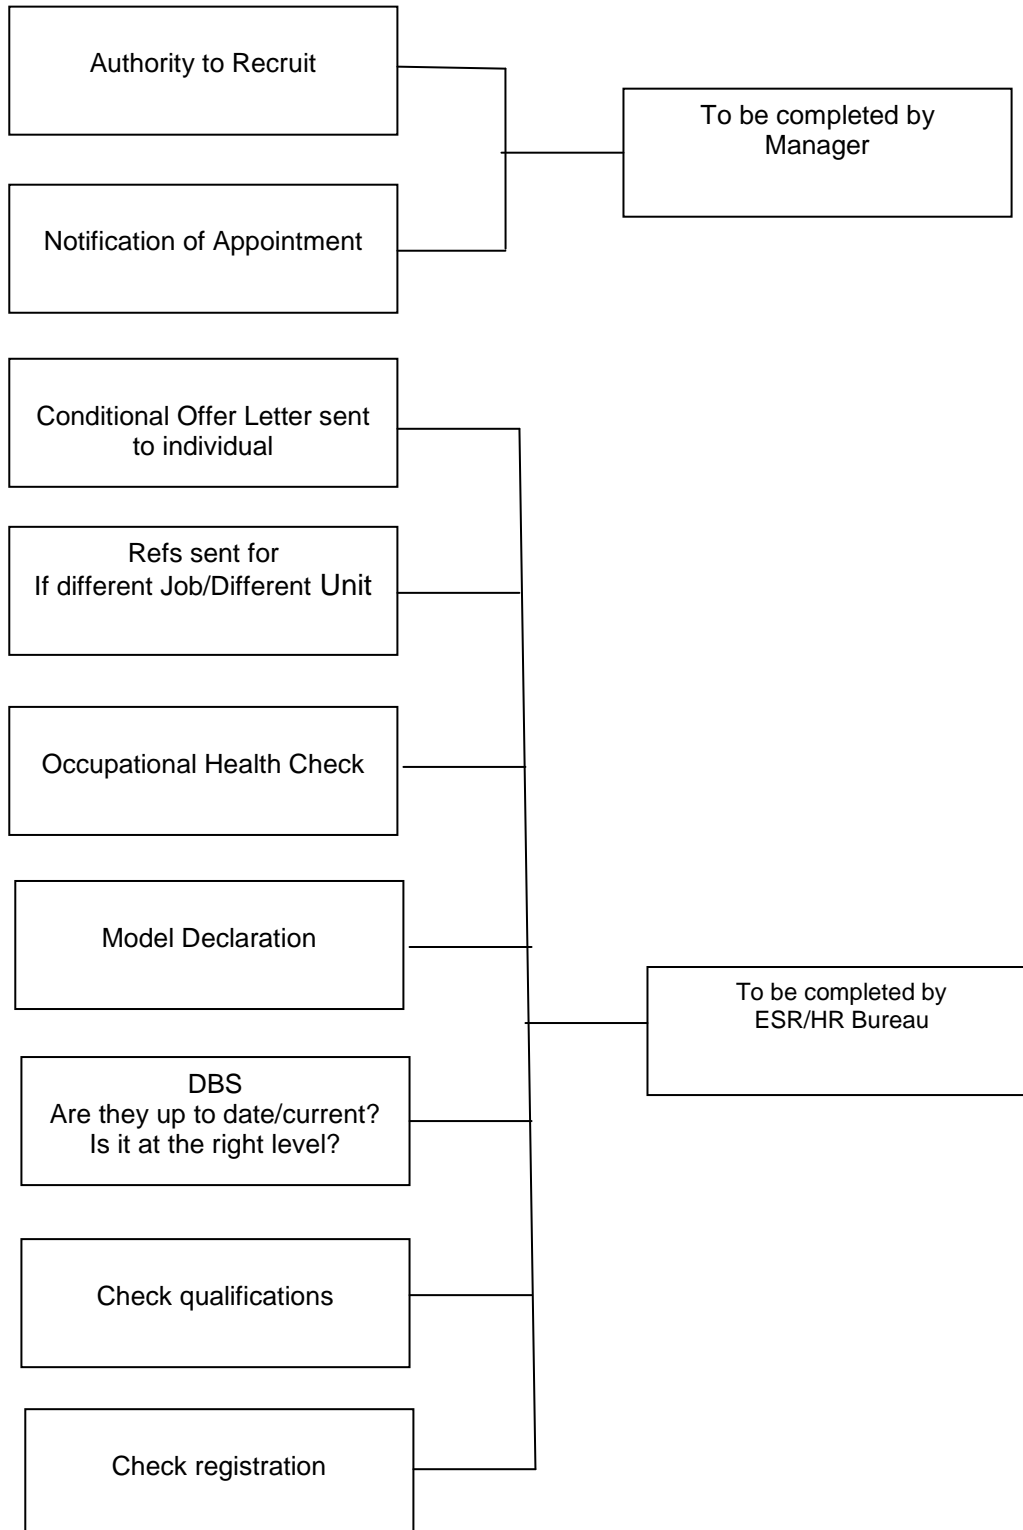 Authority to Recruit
To be completed by
Manager
Notification of Appointment
Conditional Offer Letter sent
to individual
Refs sent for
If different Job/Different Unit
Occupational Health Check
Model Declaration
To be completed by
ESR/HR Bureau
DBS
Are they up to date/current?
Is it at the right level?
Check qualifications
Check registration